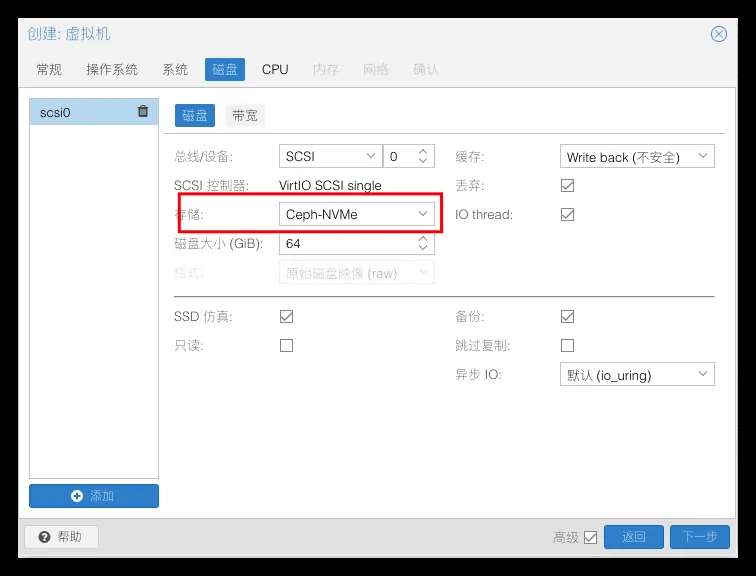 创建: 虚拟机
常规 操作系统 系统 磁盘 CPU 内存 网络 确认
scsi0
磁盘 带宽
总线/设备: SCSI 0 缓存: Write back (不安全)
SCSI 控制器: VirtIO SCSI single 丢弃:
存储: Ceph-NVMe IO thread:
磁盘大小 (GiB): 64
格式: 原始磁盘映像 (raw)
SSD 仿真: 备份:
只读: 跳过复制:
异步 IO: 默认 (io_uring)
添加
帮助 高级 返回 下一步